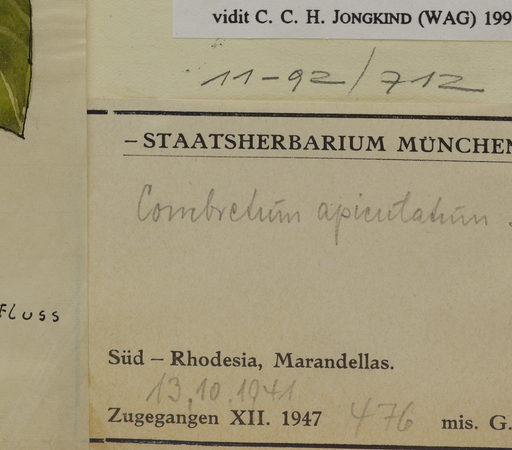 vidit C. C. H. JONGKIND (WAG) 199
11-92/712
– STAATSHERBARIUM MÜNCHEN
Combretum apiculatum
FLUSS
Süd – Rhodesia, Marandellas.
13.10.1941
Zugegangen XII. 1947 476 mis. G.